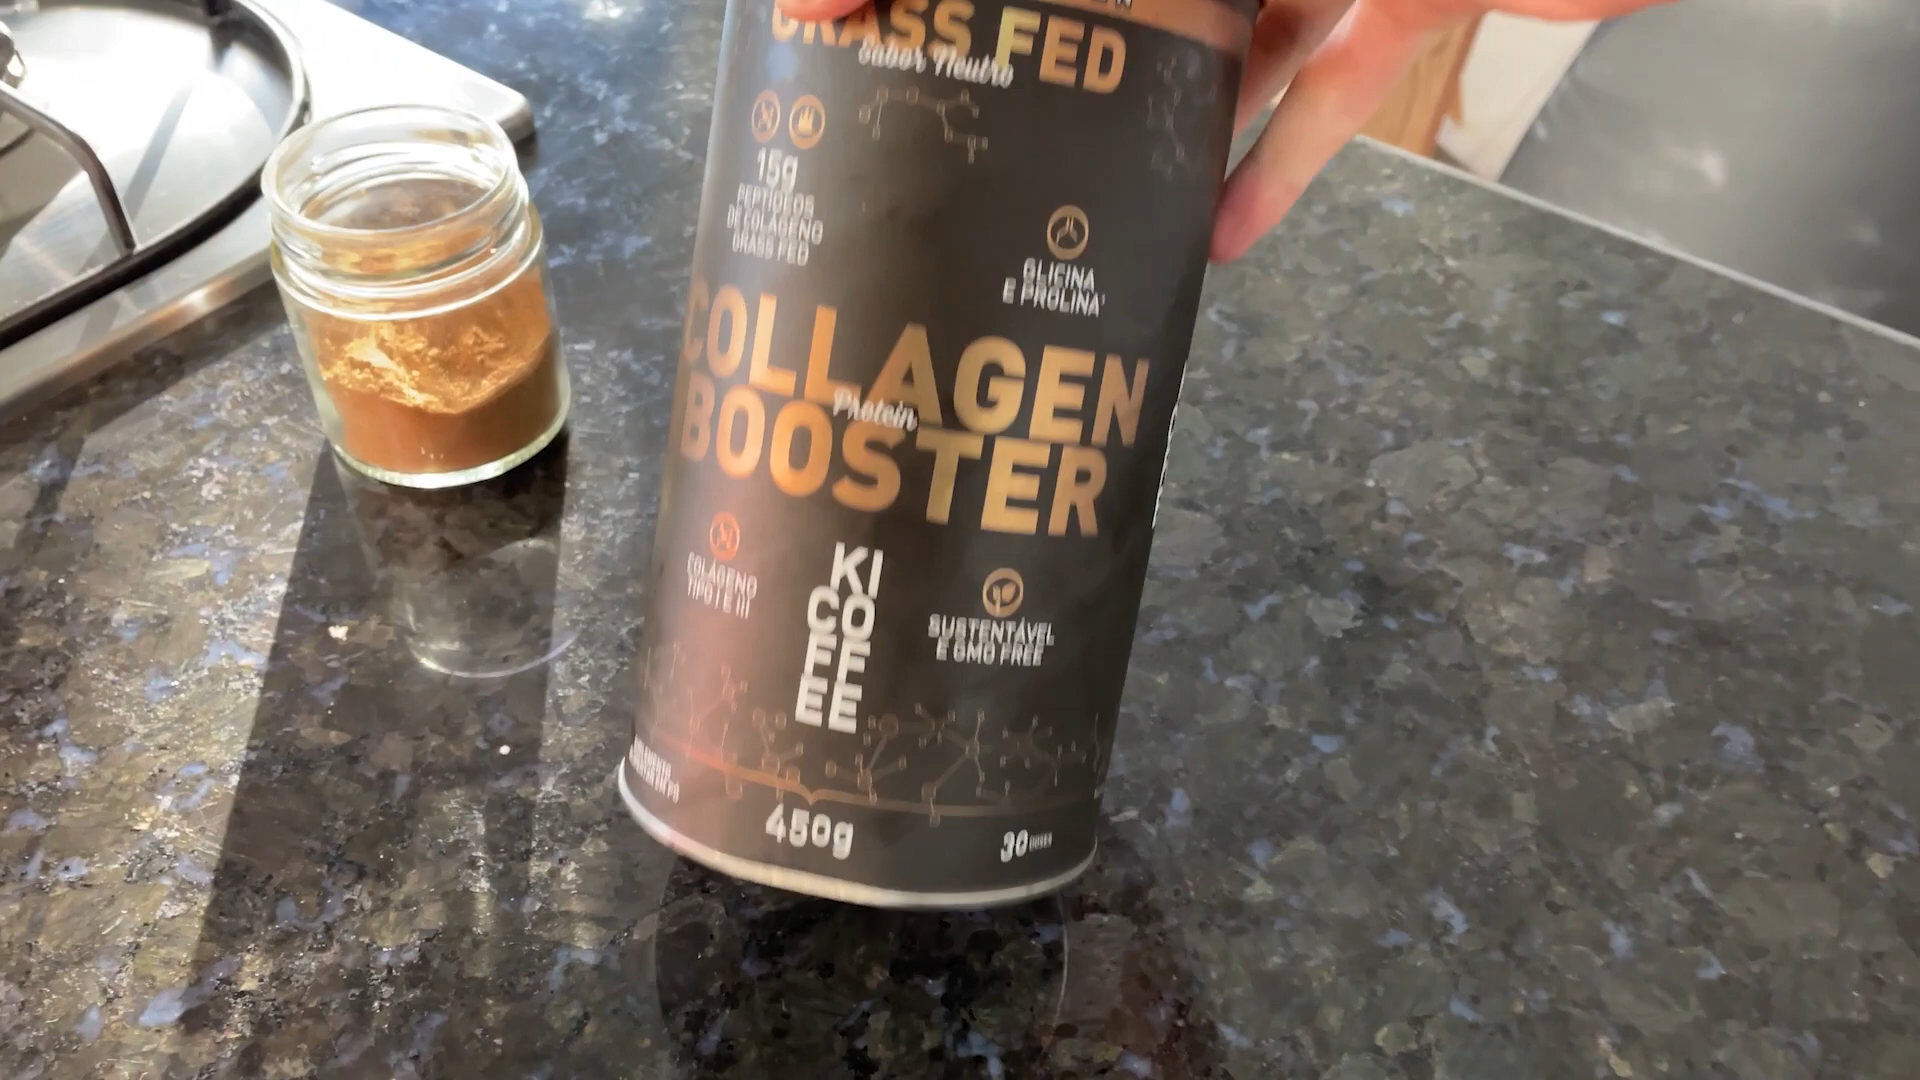 GRASS FED
Sabor Neutro
15g
PEPTÍDEOS
DE COLÁGENO
GRASS FED
GLICINA
E PROLINA
COLLAGEN
Protein
BOOSTER
COLÁGENO
TIPO I E III
KI
CO
FF
EE
SUSTENTÁVEL
E GMO FREE
450g
30